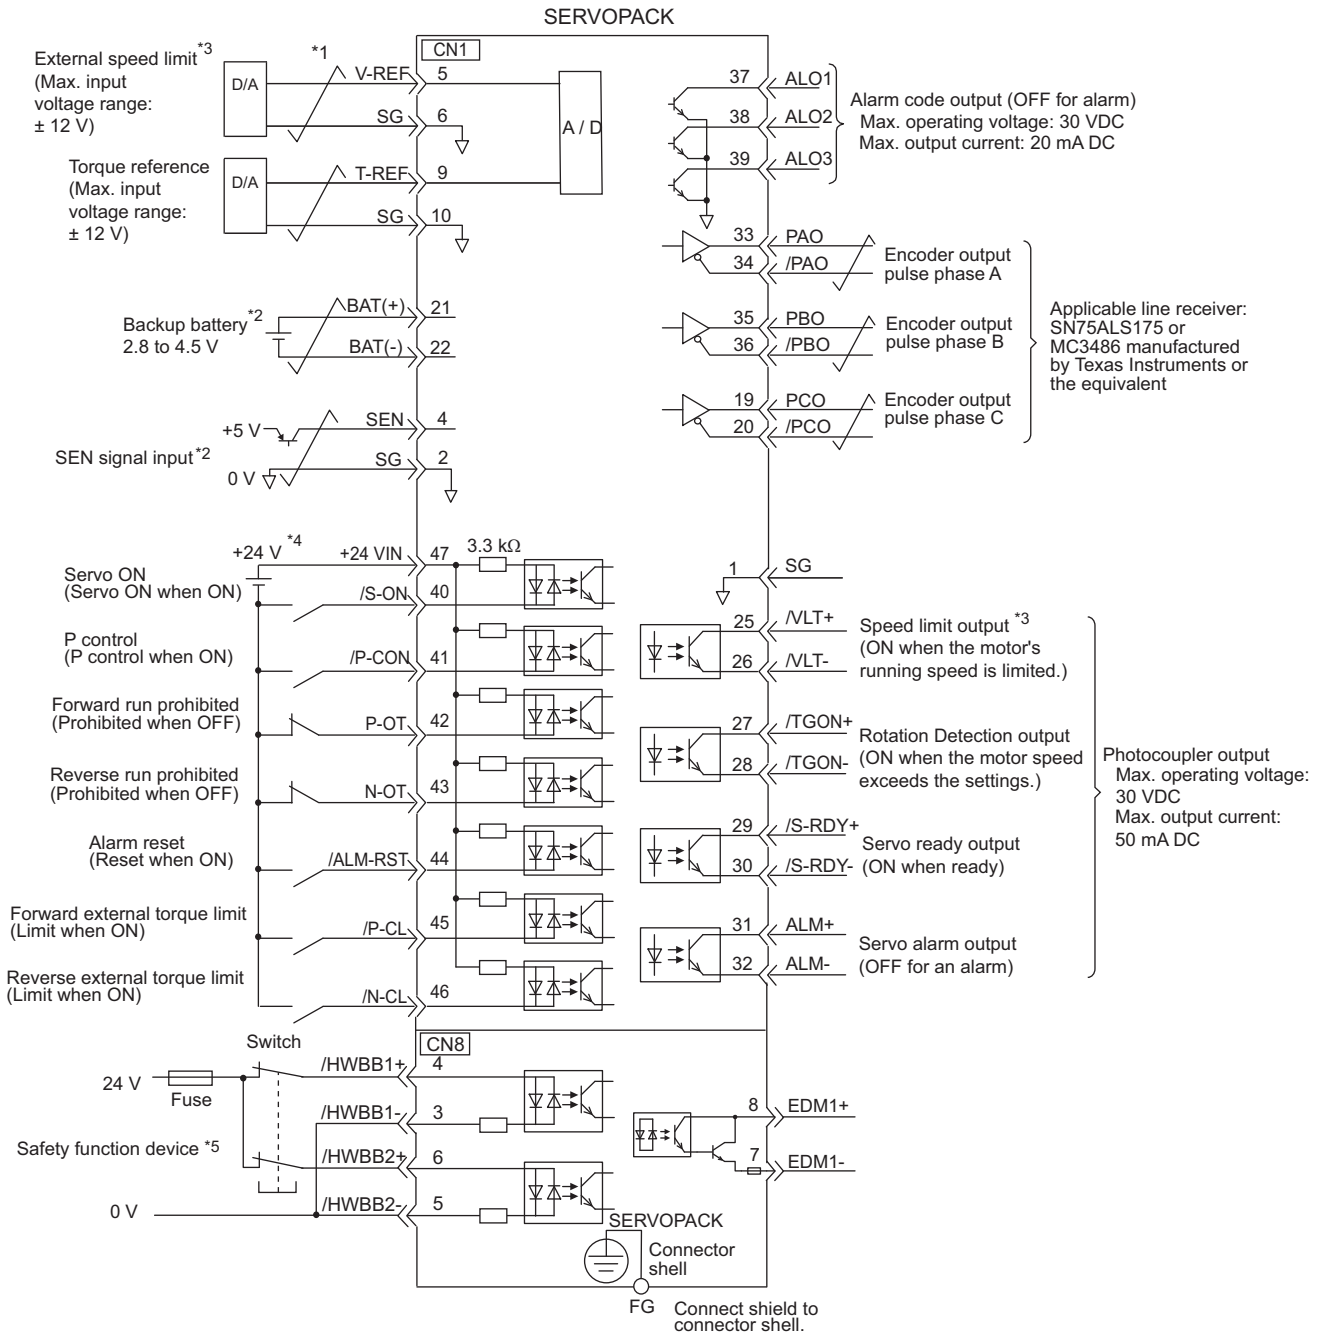 SERVOPACK
CN1
External speed limit*3
(Max. input
voltage range:
± 12 V)
D/A
*1
V-REF
5
SG
6
A / D
Torque reference
(Max. input
voltage range:
± 12 V)
D/A
T-REF
9
SG
10
Backup battery*2
2.8 to 4.5 V
BAT(+)
21
BAT(-)
22
+5 V
SEN
4
SEN signal input*2
SG
2
0 V
37
ALO1
38
ALO2
39
ALO3
Alarm code output (OFF for alarm)
Max. operating voltage: 30 VDC
Max. output current: 20 mA DC
33
PAO
34
/PAO
Encoder output
pulse phase A
35
PBO
36
/PBO
Encoder output
pulse phase B
19
PCO
20
/PCO
Encoder output
pulse phase C
Applicable line receiver:
SN75ALS175 or
MC3486 manufactured
by Texas Instruments or
the equivalent
+24 V *4
+24 VIN
47
3.3 kΩ
Servo ON
(Servo ON when ON)
/S-ON
40
P control
(P control when ON)
/P-CON
41
Forward run prohibited
(Prohibited when OFF)
P-OT
42
Reverse run prohibited
(Prohibited when OFF)
N-OT
43
Alarm reset
(Reset when ON)
/ALM-RST
44
Forward external torque limit
(Limit when ON)
/P-CL
45
Reverse external torque limit
(Limit when ON)
/N-CL
46
1
SG
25
/VLT+
26
/VLT-
Speed limit output *3
(ON when the motor's
running speed is limited.)
27
/TGON+
28
/TGON-
Rotation Detection output
(ON when the motor speed
exceeds the settings.)
29
/S-RDY+
30
/S-RDY-
Servo ready output
(ON when ready)
31
ALM+
32
ALM-
Servo alarm output
(OFF for an alarm)
Photocoupler output
Max. operating voltage:
30 VDC
Max. output current:
50 mA DC
CN8
Switch
24 V
Fuse
/HWBB1+
4
/HWBB1-
3
Safety function device *5
/HWBB2+
6
0 V
/HWBB2-
5
8
EDM1+
7
EDM1-
SERVOPACK
Connector
shell
FG
Connect shield to
connector shell.